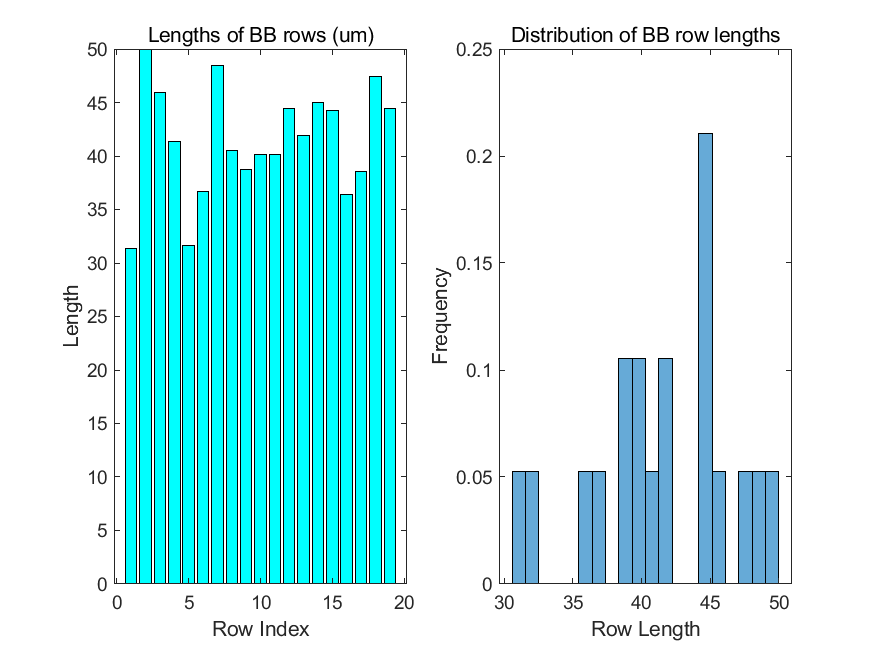 Lengths of BB rows (um)
50
45
40
35
30
25
20
15
10
5
0
Length
0 5 10 15 20
Row Index
Distribution of BB row lengths
0.25
0.2
0.15
0.1
0.05
0
Frequency
30 35 40 45 50
Row Length